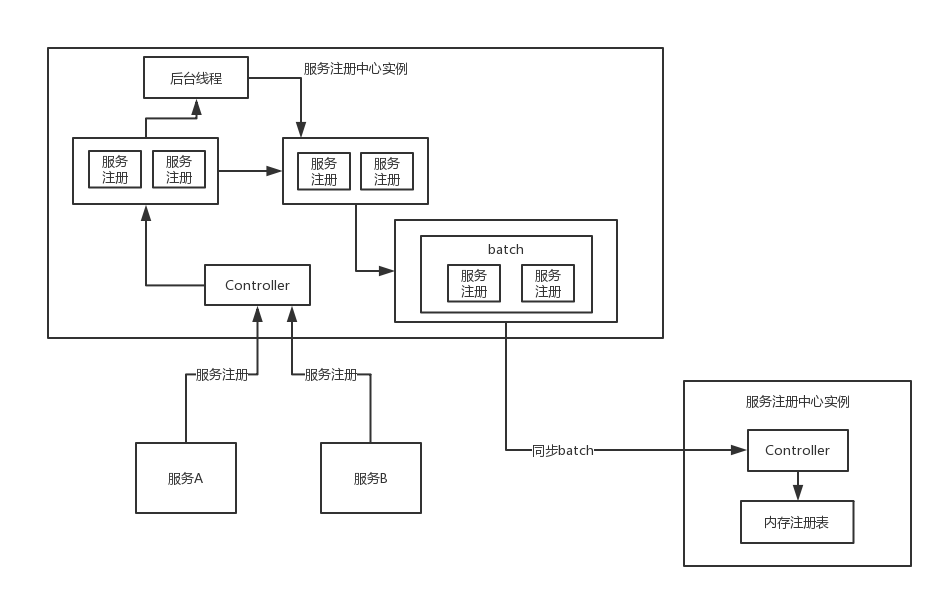 服务注册中心实例
后台线程
服务
注册
服务
注册
服务
注册
服务
注册
batch
服务
注册
服务
注册
Controller
服务注册
服务注册
服务A
服务B
同步batch
服务注册中心实例
Controller
内存注册表